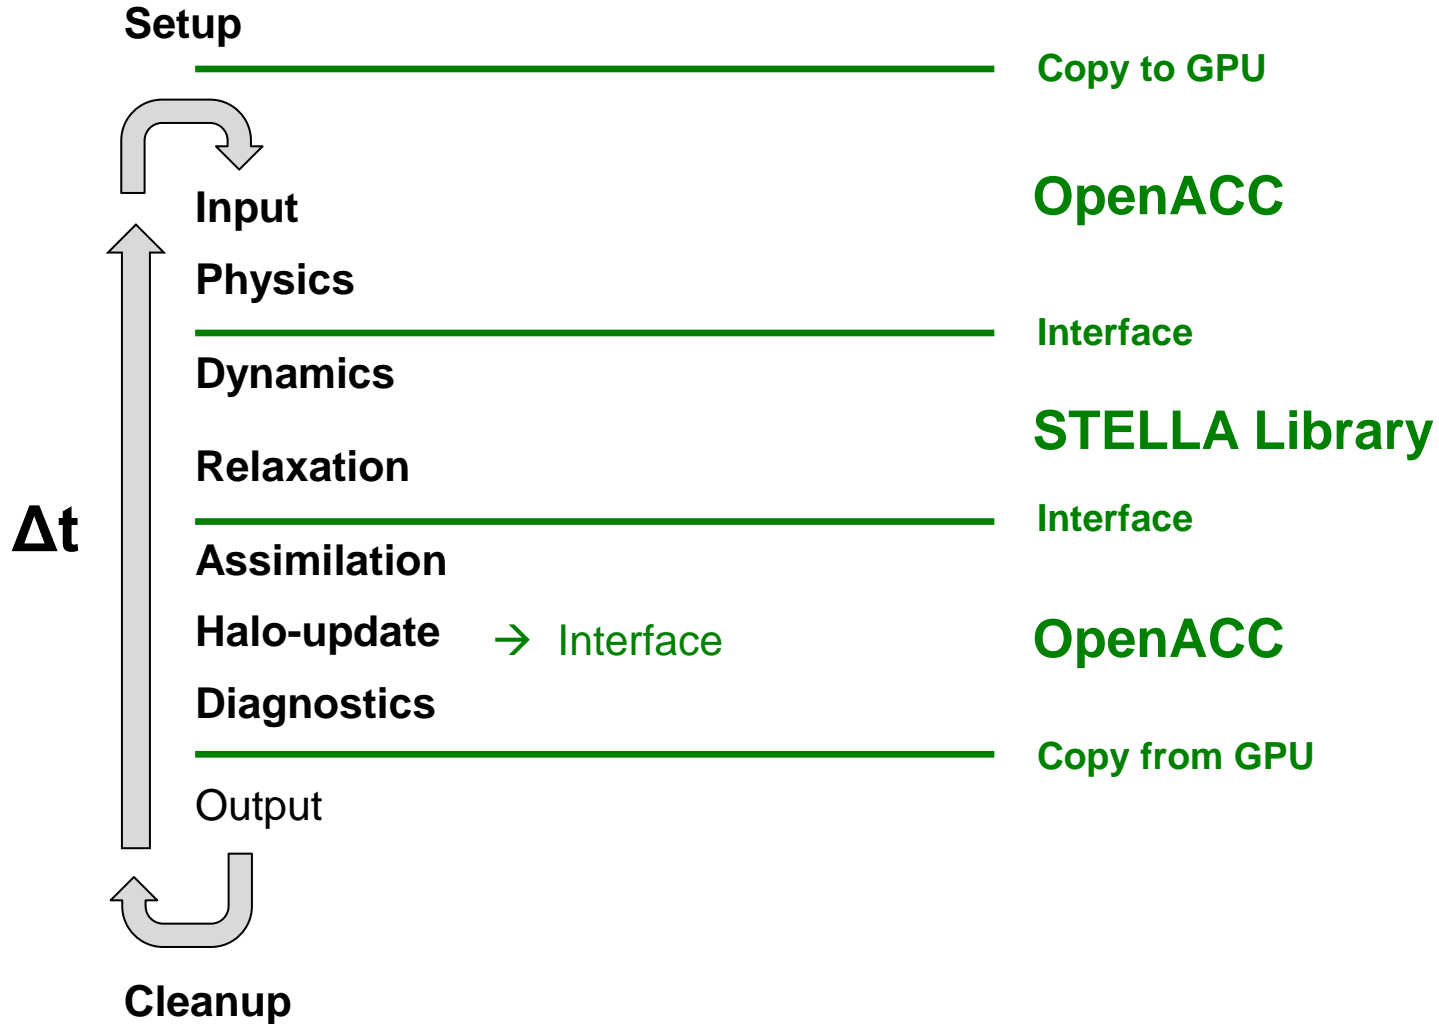 Setup
Copy to GPU
Input
OpenACC
Physics
Interface
Dynamics
STELLA Library
Relaxation
Interface
Δt
Assimilation
Halo-update → Interface
OpenACC
Diagnostics
Copy from GPU
Output
Cleanup